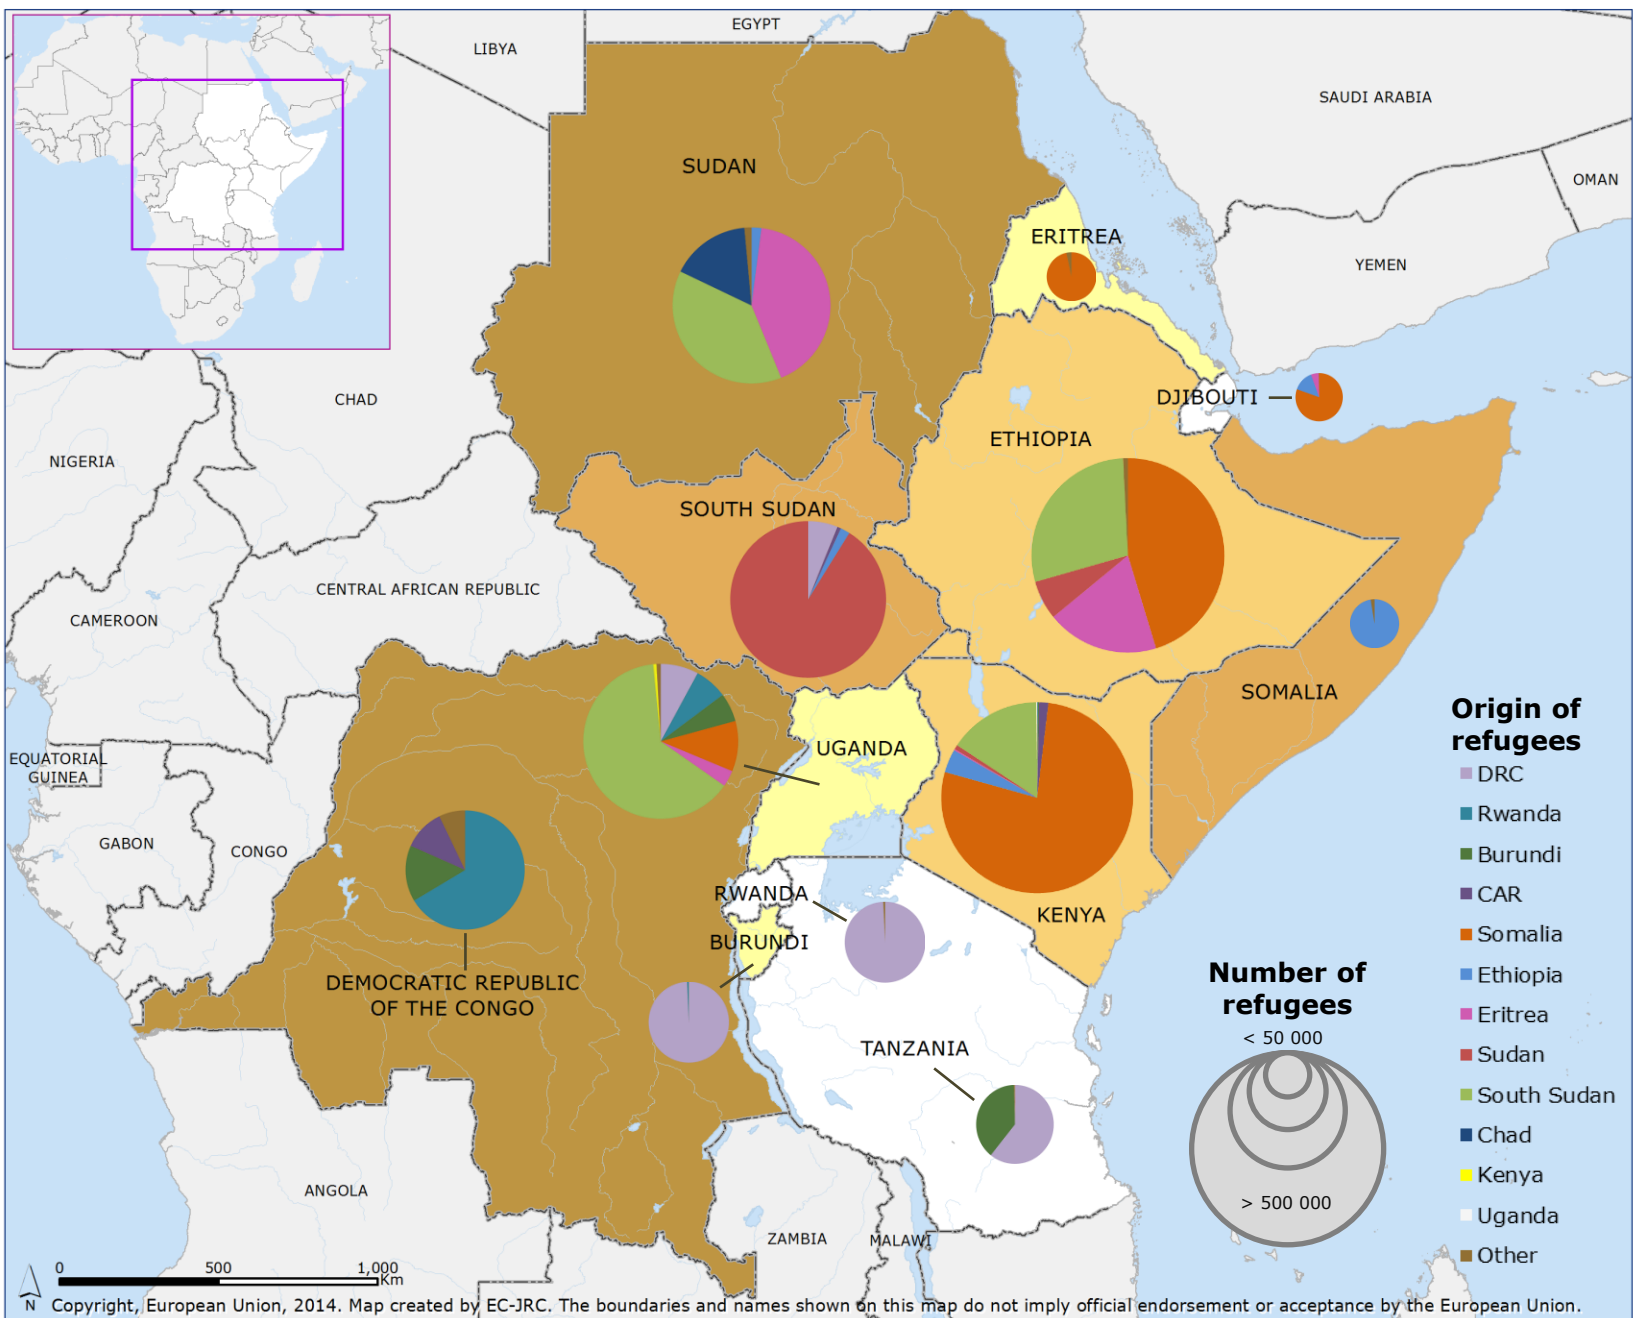 EGYPT
LIBYA
SAUDI ARABIA
SUDAN
OMAN
ERITREA
YEMEN
CHAD
DJIBOUTI
ETHIOPIA
NIGERIA
SOUTH SUDAN
CENTRAL AFRICAN REPUBLIC
CAMEROON
SOMALIA
UGANDA
EQUATORIAL
GUINEA
GABON
CONGO
RWANDA
KENYA
BURUNDI
DEMOCRATIC REPUBLIC
OF THE CONGO
TANZANIA
ANGOLA
ZAMBIA
MALAWI
Origin of
refugees
DRC
Rwanda
Burundi
CAR
Somalia
Ethiopia
Eritrea
Sudan
South Sudan
Chad
Kenya
Uganda
Other
Number of
refugees
< 50 000
> 500 000
0 500 1,000
Km
N
Copyright, European Union, 2014. Map created by EC-JRC. The boundaries and names shown on this map do not imply official endorsement or acceptance by the European Union.